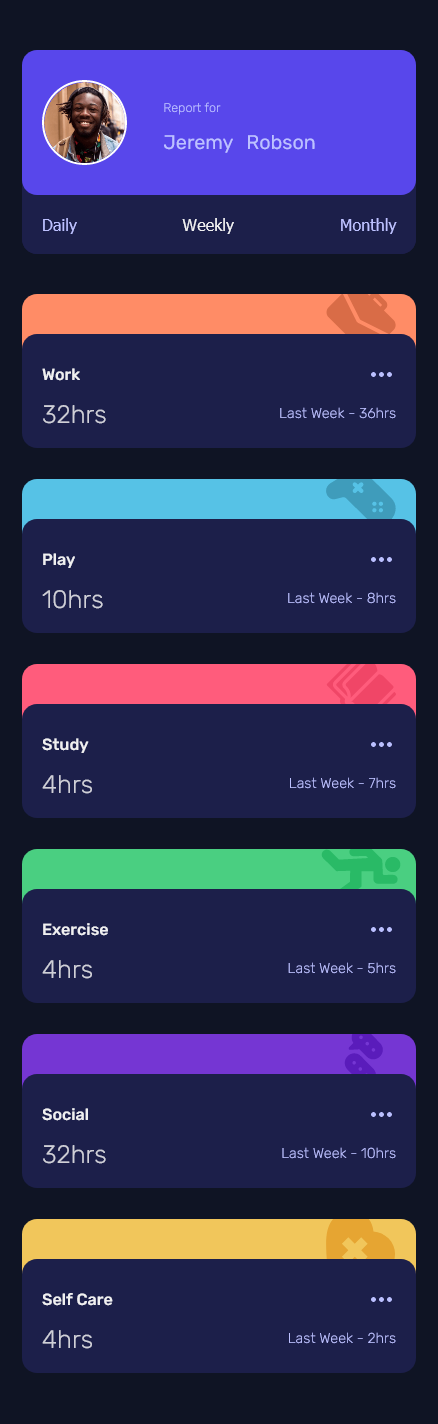 Report for
Jeremy Robson
Daily Weekly Monthly
Work
32hrs Last Week - 36hrs
Play
10hrs Last Week - 8hrs
Study
4hrs Last Week - 7hrs
Exercise
4hrs Last Week - 5hrs
Social
32hrs Last Week - 10hrs
Self Care
4hrs Last Week - 2hrs